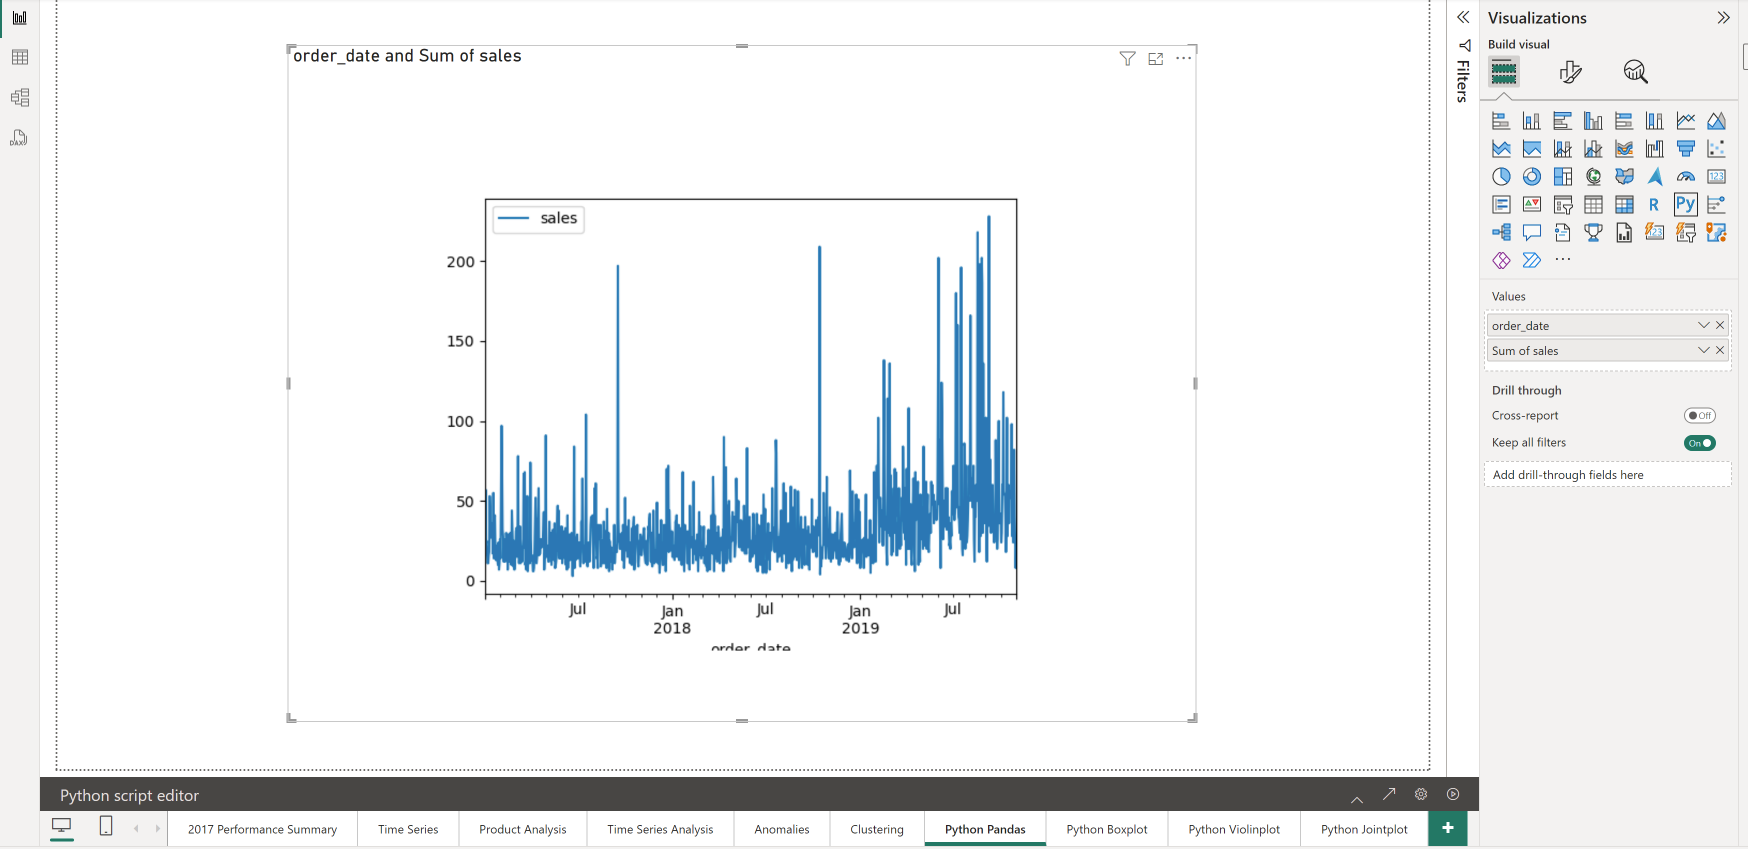 order_date and Sum of sales
sales
200
150
100
50
0
Jul
Jan
2018
Jul
Jan
2019
Jul
order_date
Filters
Visualizations
Build visual
123
R
Py
123
Values
order_date
Sum of sales
Drill through
Cross-report
Off
Keep all filters
On
Add drill-through fields here
DAX
Python script editor
2017 Performance Summary
Time Series
Product Analysis
Time Series Analysis
Anomalies
Clustering
Python Pandas
Python Boxplot
Python Violinplot
Python Jointplot
+